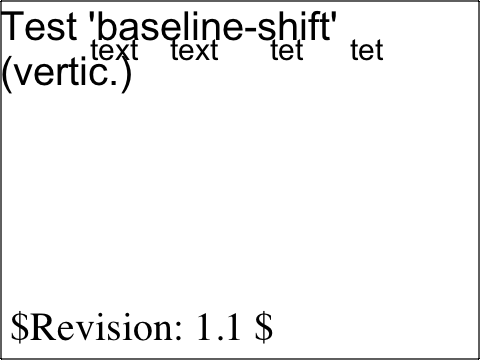 Test 'baseline-shift'
text text tet tet
(vertic.)
$Revision: 1.1 $